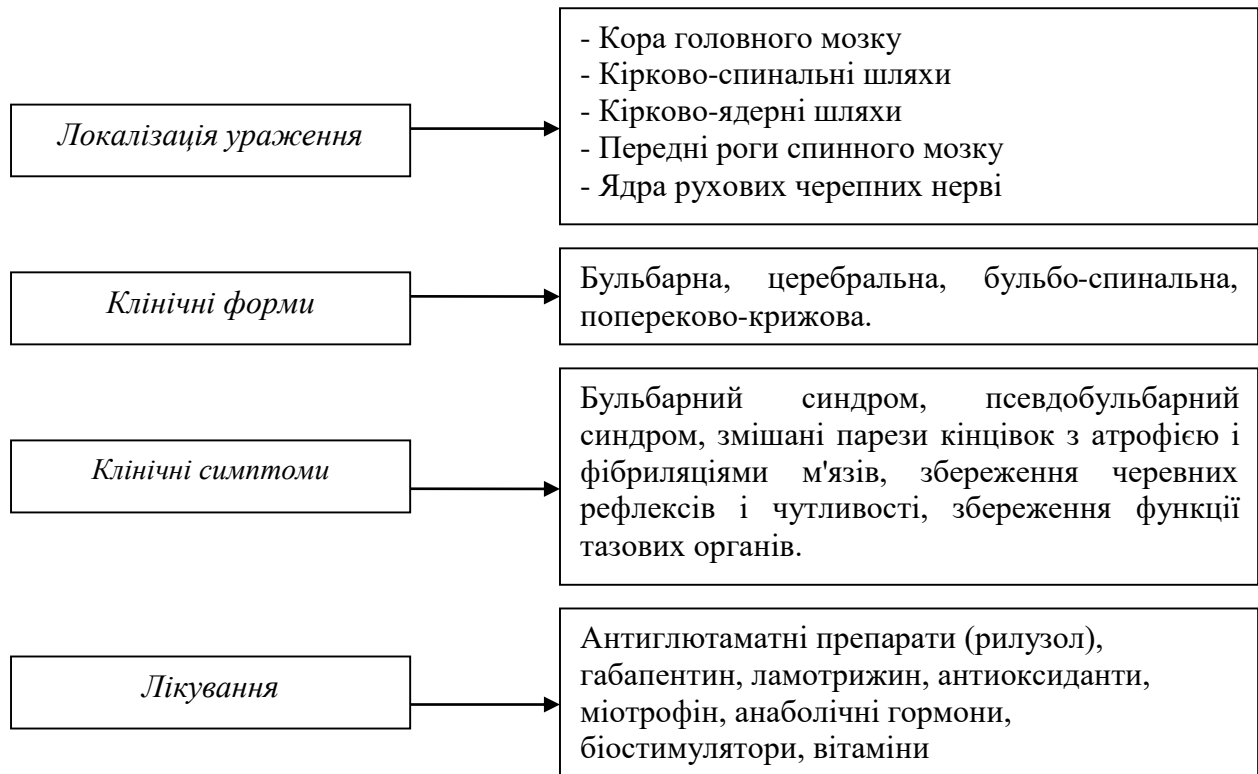 Локалізація ураження
- Кора головного мозку
- Кірково-спинальні шляхи
- Кірково-ядерні шляхи
- Передні роги спинного мозку
- Ядра рухових черепних нерві
Клінічні форми
Бульбарна, церебральна, бульбо-спинальна,
попереково-крижова.
Клінічні симптоми
Бульбарний синдром, псевдобульбарний
синдром, змішані парези кінцівок з атрофією і
фібриляціями м'язів, збереження черевних
рефлексів і чутливості, збереження функції
тазових органів.
Лікування
Антиглютаматні препарати (рилузол),
габапентин, ламотрижин, антиоксиданти,
міотрофін, анаболічні гормони,
біостимулятори, вітаміни